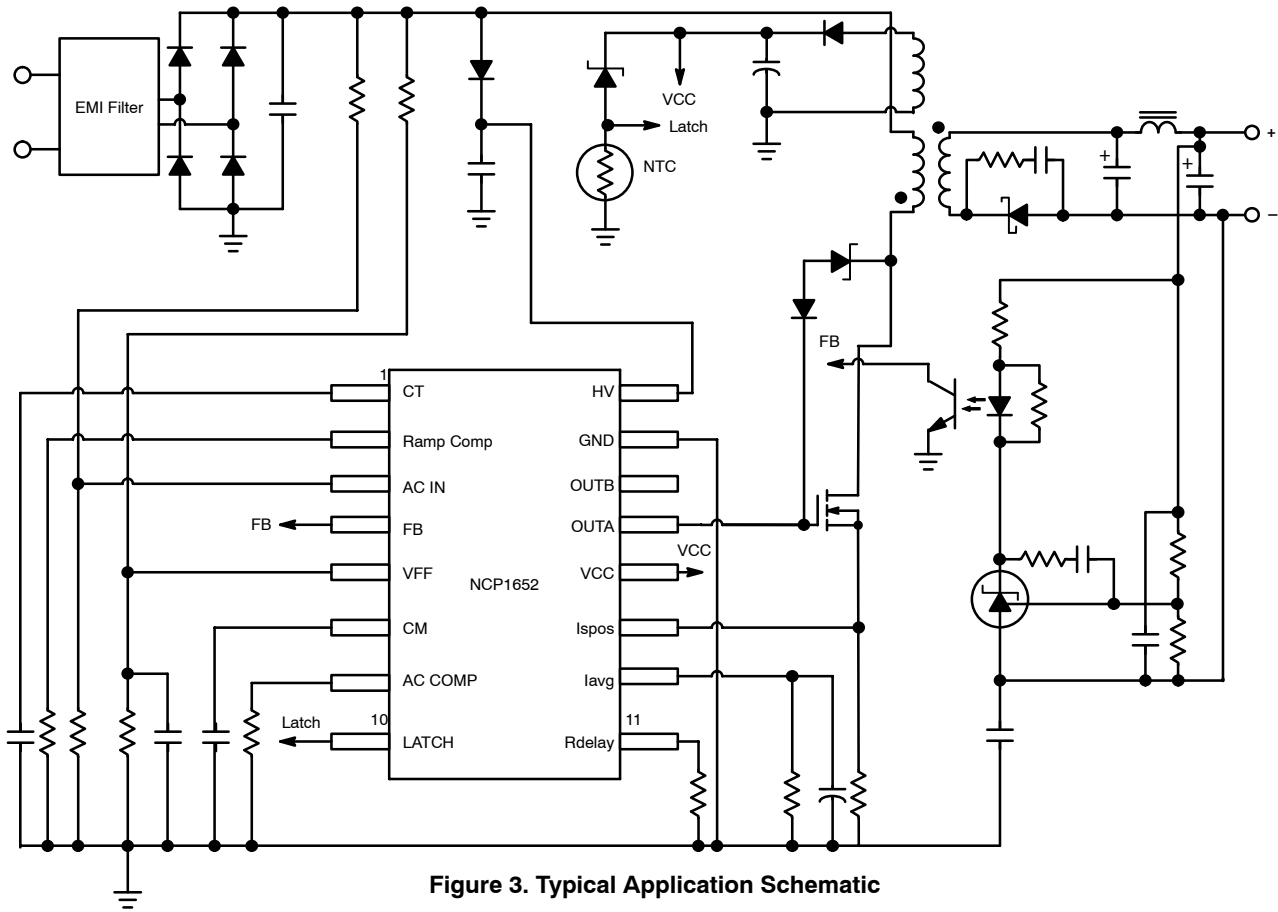 EMI Filter
VCC
Latch
NTC
+
+
+
−
FB
1
CT
HV
Ramp Comp
GND
AC IN
OUTB
FB
FB
OUTA
VCC
VFF
NCP1652
VCC
CM
Ispos
AC COMP
Iavg
Latch
10
11
LATCH
Rdelay
Figure 3. Typical Application Schematic